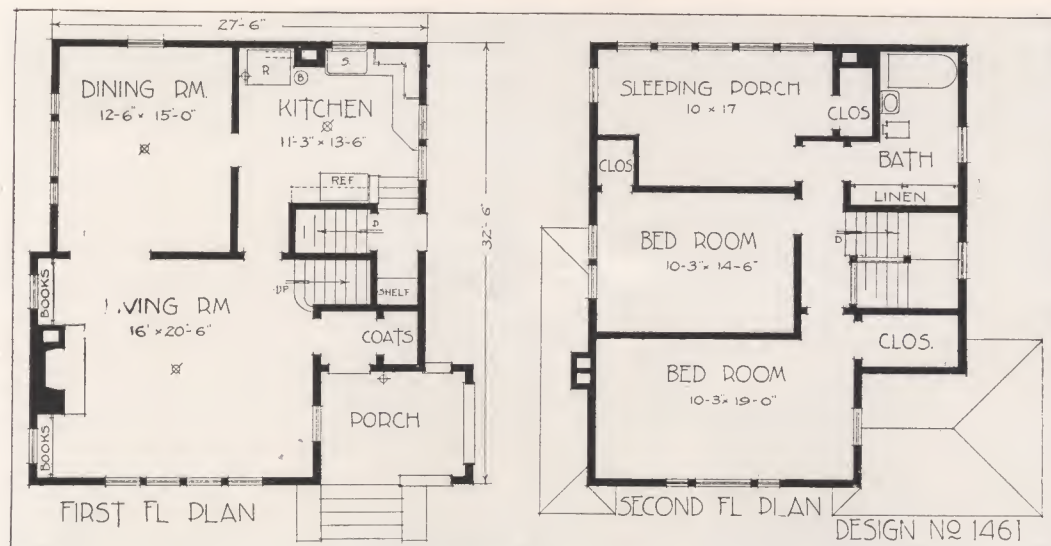 27'-6"
DINING RM.
12-6" x 15'-0"
R
B
S.
KITCHEN
11-3" x 13-6"
REF
D
32'-6"
BOOKS
UP
SHELF
LIVING RM
16' x 20'-6"
COATS
PORCH
BOOKS
FIRST FL PLAN
SLEEPING PORCH
10 x 17
CLOS
BATH
CLOS
LINEN
BED ROOM
10-3" x 14-6"
D
CLOS.
BED ROOM
10-3" x 19-0"
SECOND FL PLAN
DESIGN No 1461